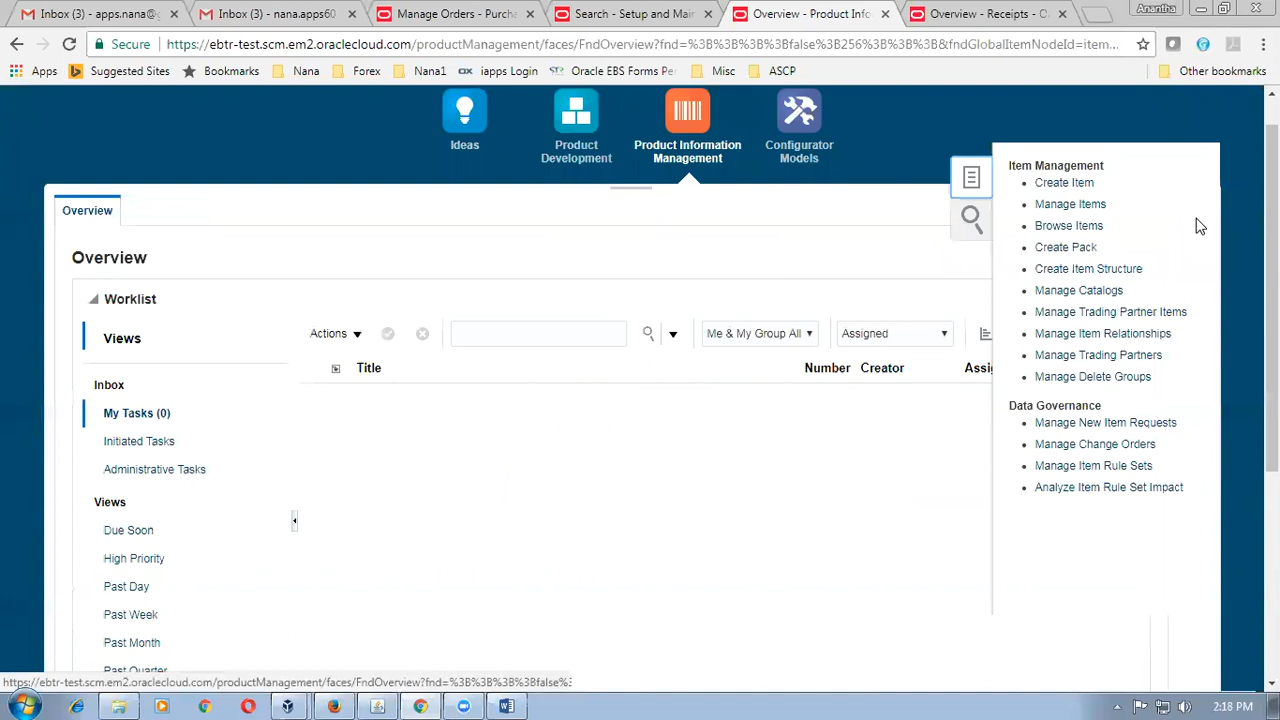 Inbox (3) - appsnana@g
Inbox (3) - nana.apps60
Manage Orders - Purcha
Search - Setup and Mair
Overview - Product Info
Overview - Receipts - O
Anantha
Secure
https://ebtr-test.scm.em2.oraclecloud.com/productManagement/faces/FndOverview?fnd=%3B%3B%3B%3Bfalse%3B256%3B%3B%3B&fndGlobalItemNodeId=item...
Apps
Suggested Sites
Bookmarks
Nana
Forex
Nana1
iapps Login
Oracle EBS Forms Per
Misc
ASCP
Other bookmarks
Ideas
Product Development
Product Information Management
Configurator Models
Item Management
Create Item
Manage Items
Browse Items
Create Pack
Create Item Structure
Manage Catalogs
Manage Trading Partner Items
Manage Item Relationships
Manage Trading Partners
Manage Delete Groups
Data Governance
Manage New Item Requests
Manage Change Orders
Manage Item Rule Sets
Analyze Item Rule Set Impact
Overview
Overview
Worklist
Views
Actions
Me & My Group All
Assigned
Title
Number
Creator
Assig
Inbox
My Tasks (0)
Initiated Tasks
Administrative Tasks
Views
Due Soon
High Priority
Past Day
Past Week
Past Month
Past Quarter
https://ebtr-test.scm.em2.oraclecloud.com/productManagement/faces/FndOverview?fnd=%3B%3B%3B%3Bfalse%3
2:18 PM